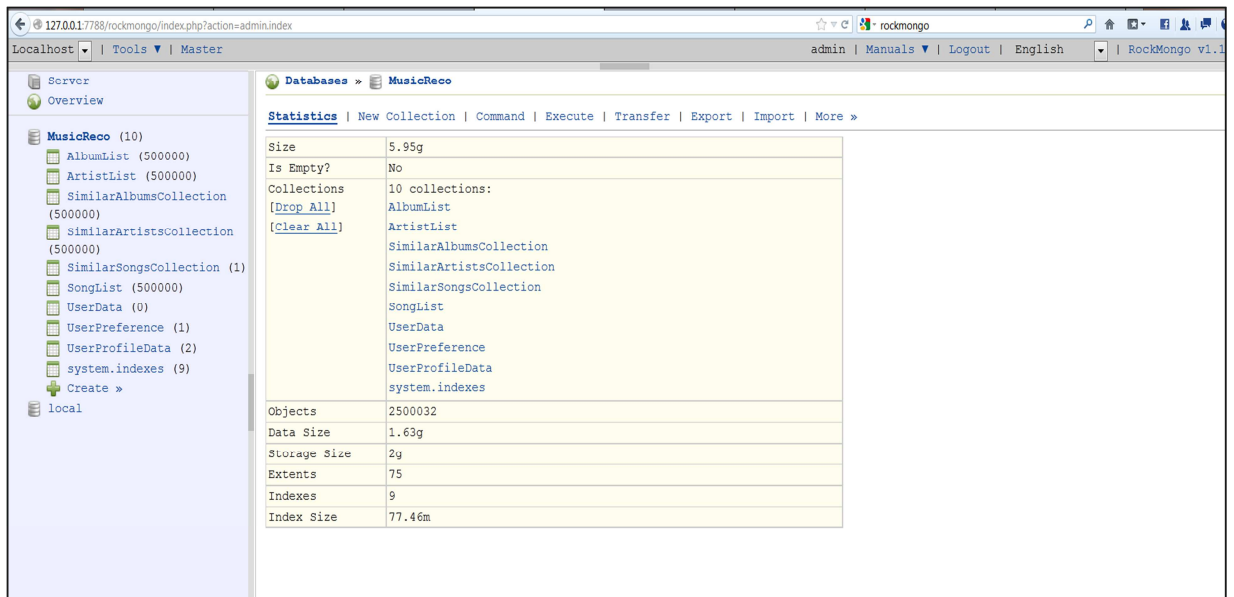 127.0.0.1:7788/rockmongo/index.php?action=admin.index
rockmongo
Localhost | Tools ▼ | Master
admin | Manuals ▼ | Logout | English | RockMongo v1.1
Server
Overview
MusicReco (10)
AlbumList (500000)
ArtistList (500000)
SimilarAlbumsCollection
(500000)
SimilarArtistsCollection
(500000)
SimilarSongsCollection (1)
SongList (500000)
UserData (0)
UserPreference (1)
UserProfileData (2)
system.indexes (9)
Create »
local
Databases » MusicReco
Statistics | New Collection | Command | Execute | Transfer | Export | Import | More »
Size 5.95g
Is Empty? No
Collections 10 collections:
[Drop All] AlbumList
[Clear All] ArtistList
SimilarAlbumsCollection
SimilarArtistsCollection
SimilarSongsCollection
SongList
UserData
UserPreference
UserProfileData
system.indexes
Objects 2500032
Data Size 1.63g
Storage Size 2g
Extents 75
Indexes 9
Index Size 77.46m